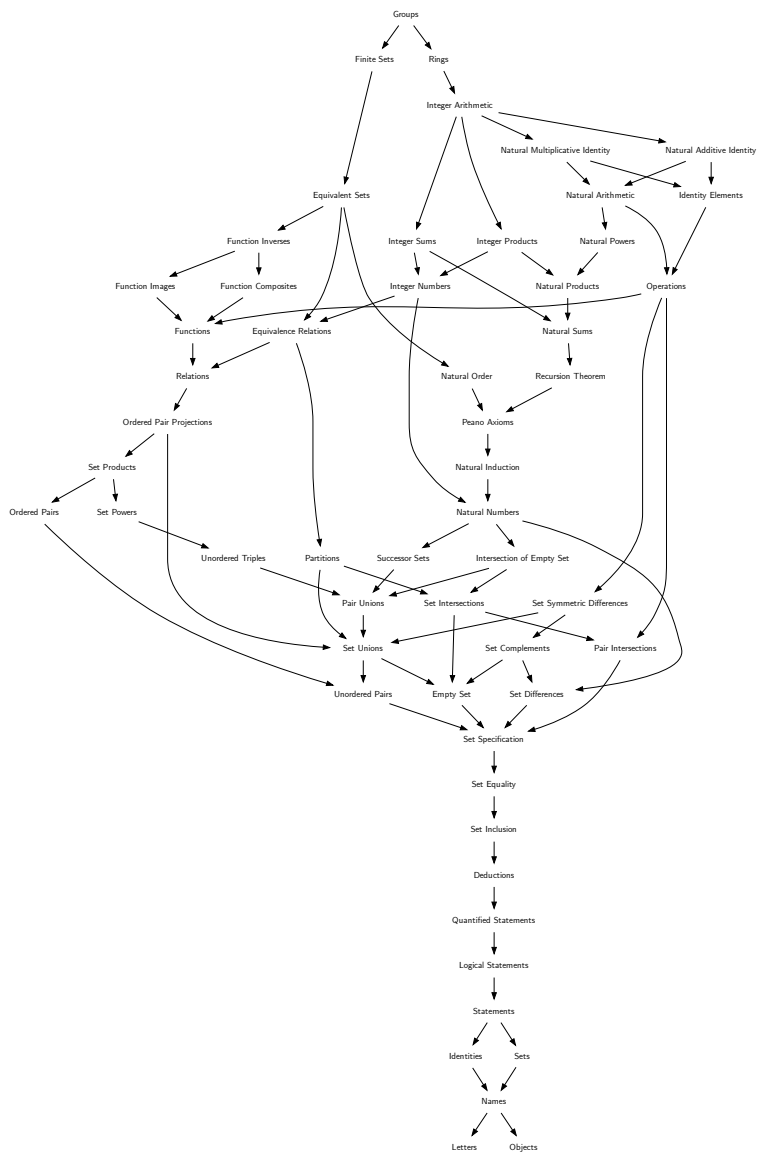 Groups
Finite Sets
Rings
Integer Arithmetic
Natural Multiplicative Identity
Natural Additive Identity
Equivalent Sets
Natural Arithmetic
Identity Elements
Function Inverses
Integer Sums
Integer Products
Natural Powers
Function Images
Function Composites
Integer Numbers
Natural Products
Operations
Functions
Equivalence Relations
Natural Sums
Relations
Natural Order
Recursion Theorem
Ordered Pair Projections
Peano Axioms
Set Products
Natural Induction
Ordered Pairs
Set Powers
Natural Numbers
Unordered Triples
Partitions
Successor Sets
Intersection of Empty Set
Pair Unions
Set Intersections
Set Symmetric Differences
Set Unions
Set Complements
Pair Intersections
Unordered Pairs
Empty Set
Set Differences
Set Specification
Set Equality
Set Inclusion
Deductions
Quantified Statements
Logical Statements
Statements
Identities
Sets
Names
Letters
Objects